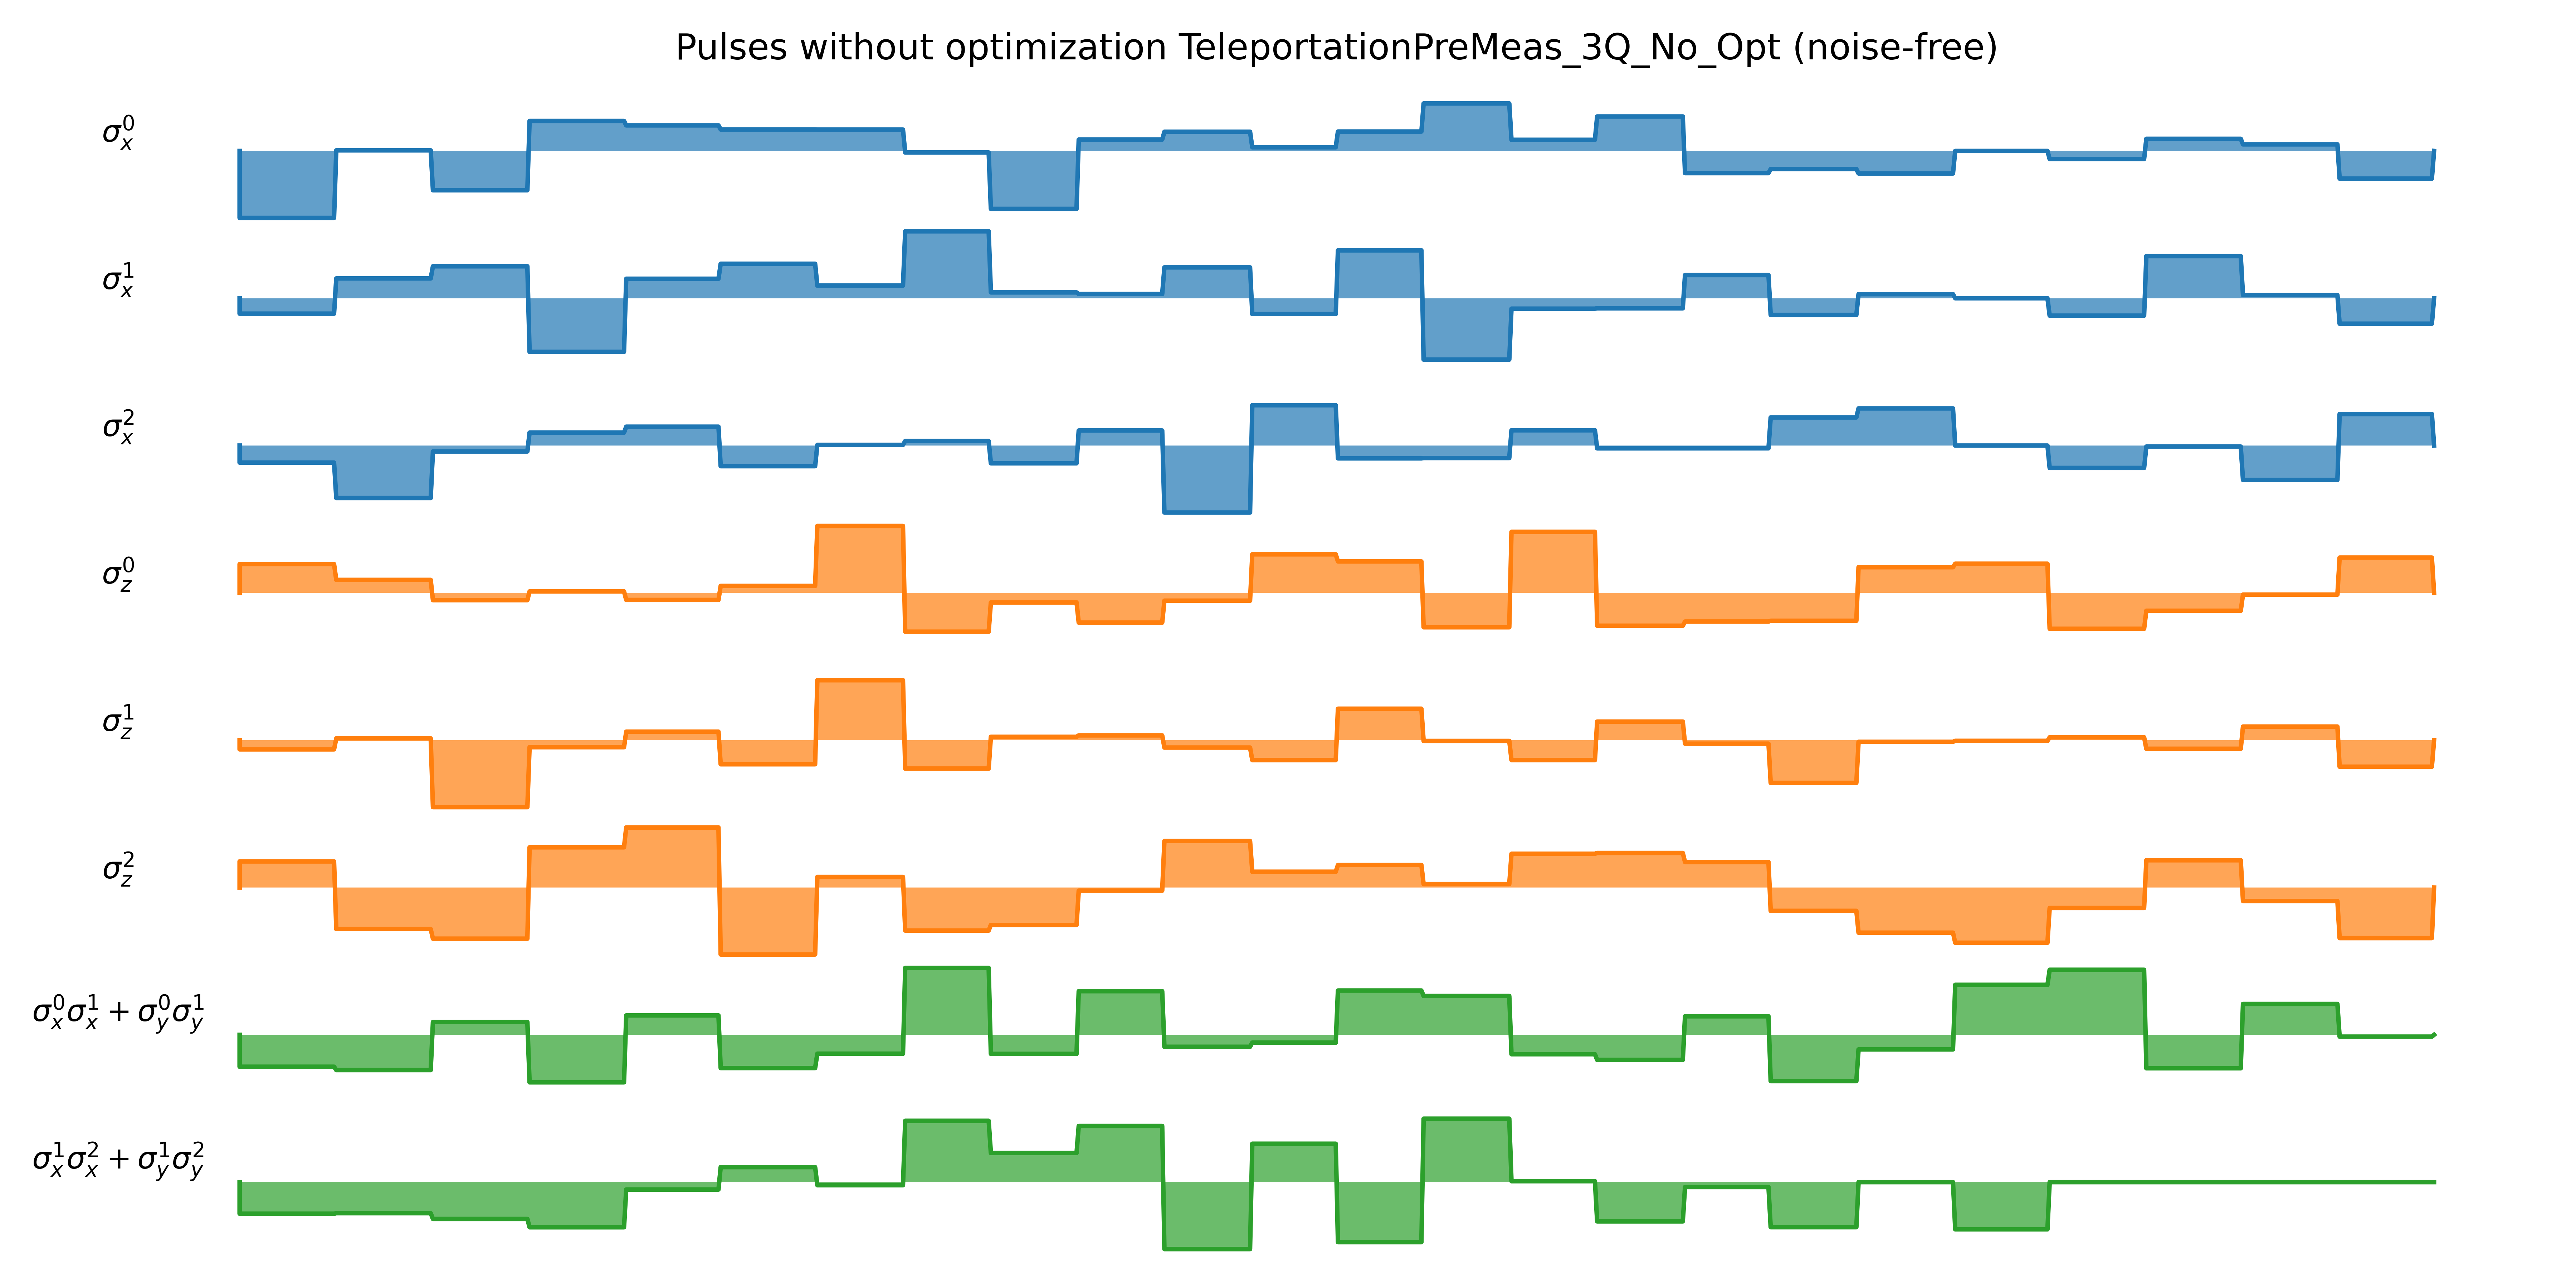 Pulses without optimization TeleportationPreMeas_3Q_No_Opt (noise-free)
σ_x^0
σ_x^1
σ_x^2
σ_z^0
σ_z^1
σ_z^2
σ_x^0σ_x^1 + σ_y^0σ_y^1
σ_x^1σ_x^2 + σ_y^1σ_y^2